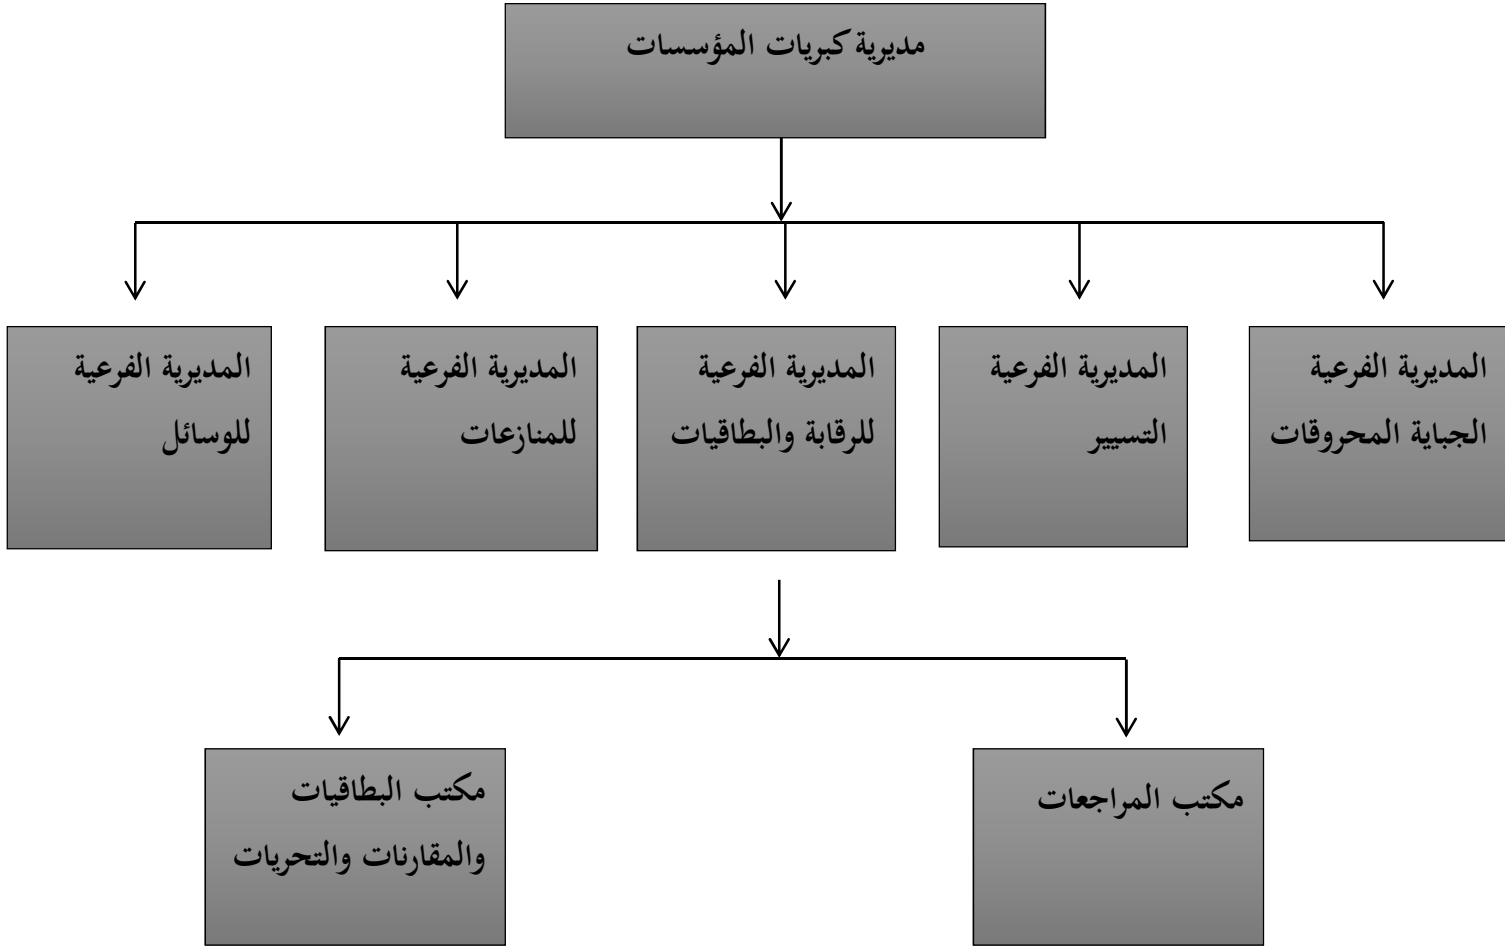 مديرية كبريات المؤسسات
المديرية الفرعية
الجباية المحروقات
المديرية الفرعية
التسيير
المديرية الفرعية
للرقابة والبطاقيات
المديرية الفرعية
للمنازعات
المديرية الفرعية
للوسائل
مكتب المراجعات
مكتب البطاقيات
والمقارنات والتحريات